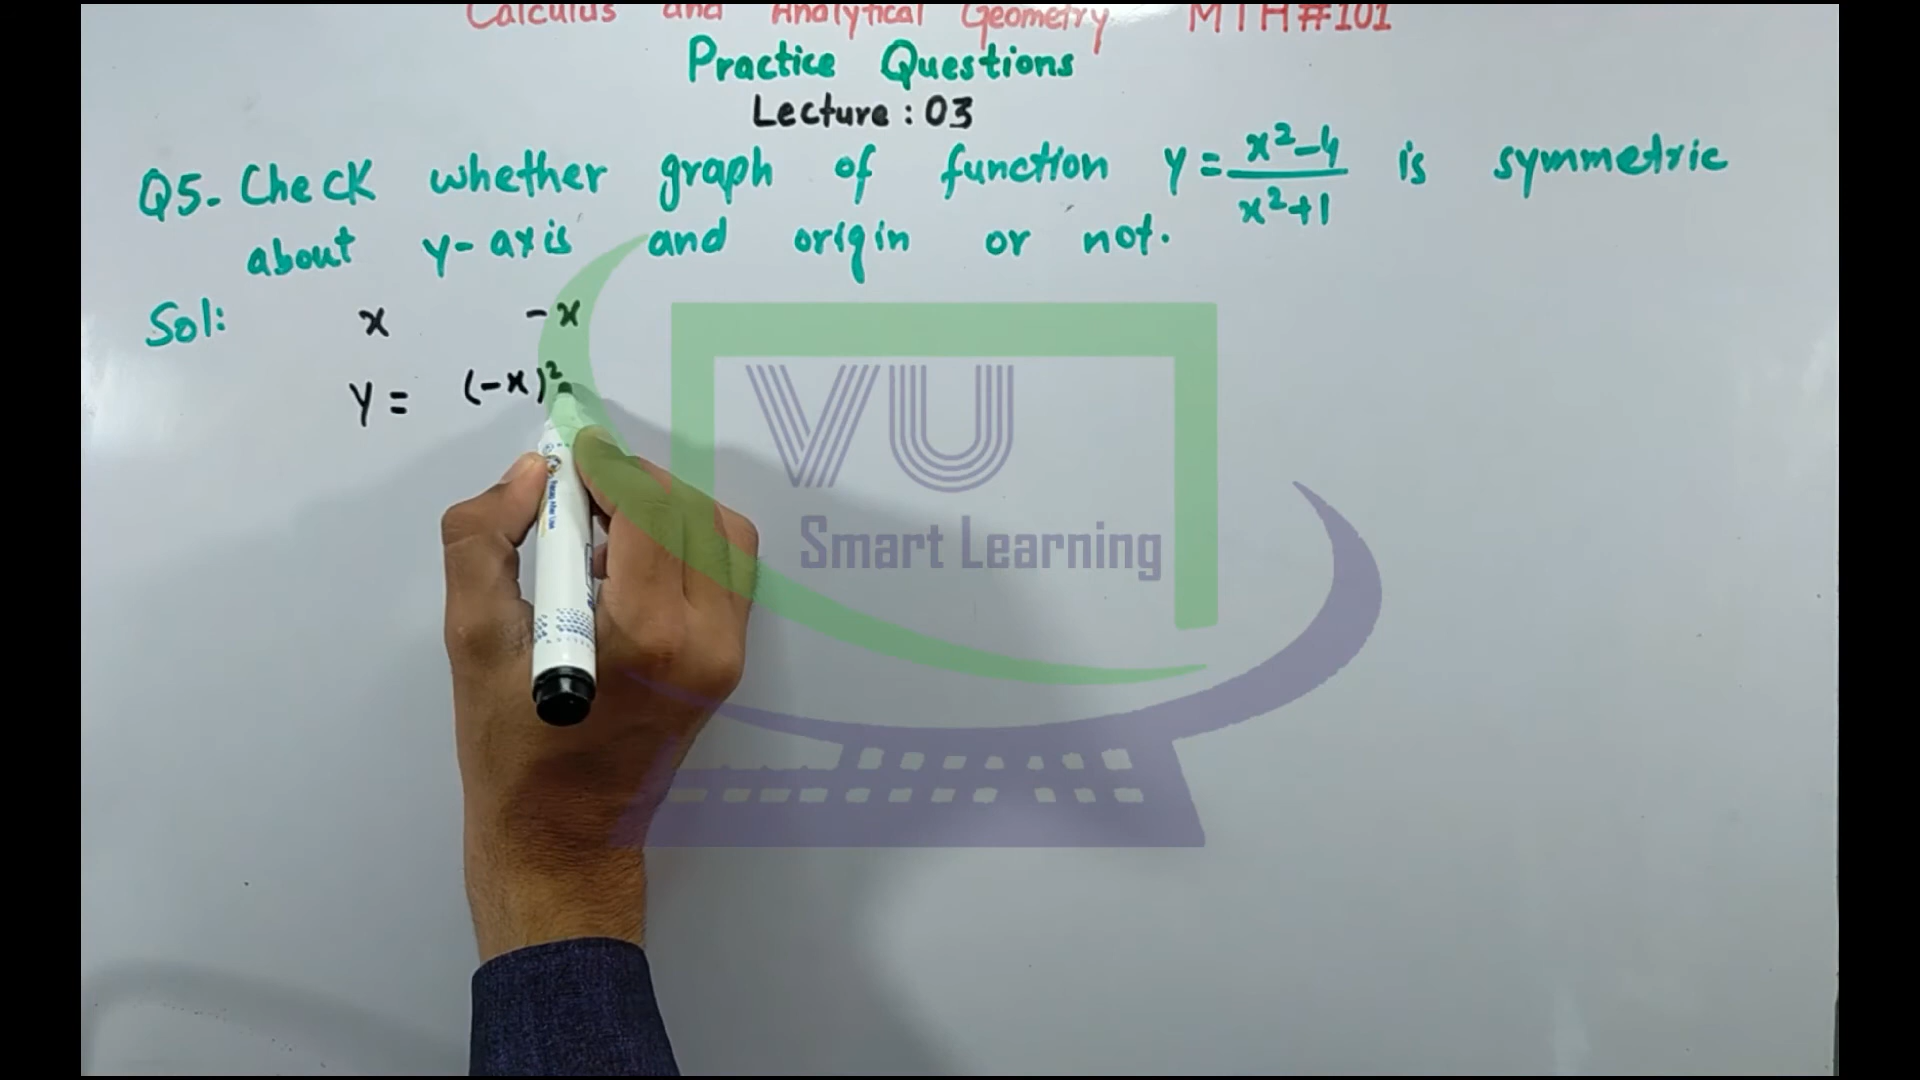 Calculus and Analytical Geometry MTH#101
Practice Questions
Lecture : 03
Q5. Check whether graph of function y = x²-4 / x²+1 is symmetric
about y-axis and origin or not.
Sol: x -x
y = (-x)²
VU
Smart Learning